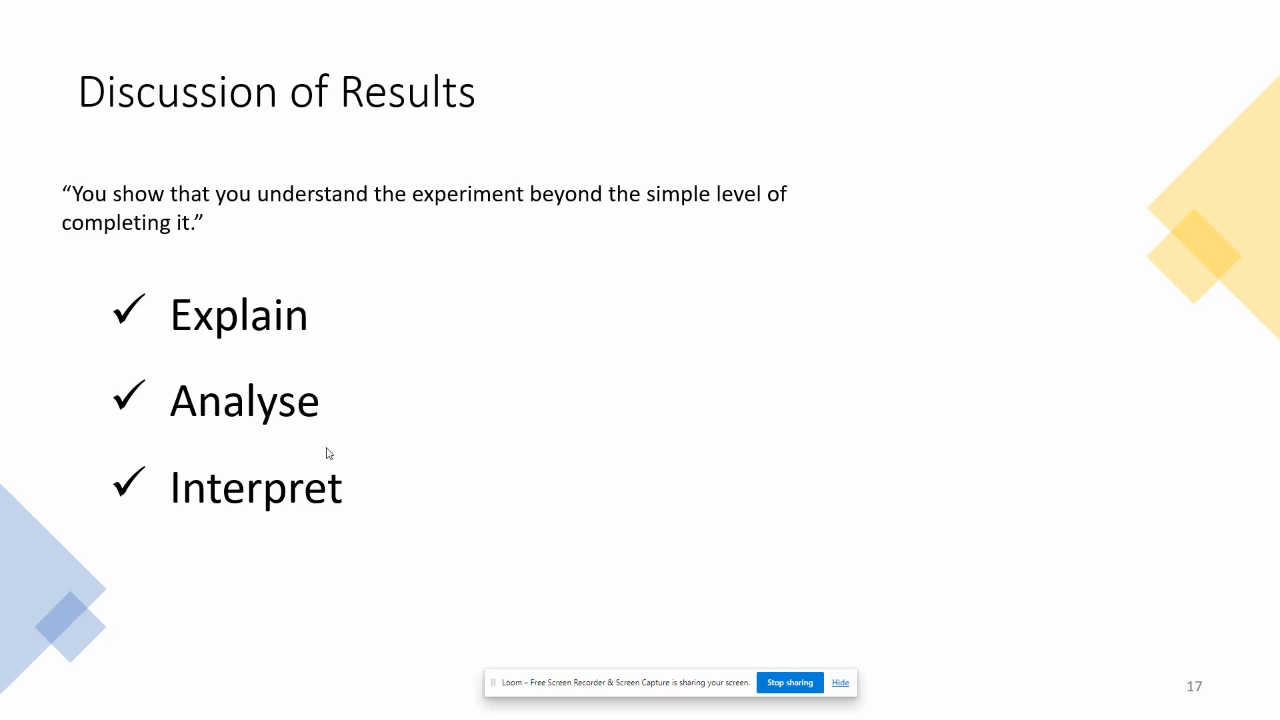 Discussion of Results
“You show that you understand the experiment beyond the simple level of
completing it.”
✓ Explain
✓ Analyse
✓ Interpret
Loom – Free Screen Recorder & Screen Capture is sharing your screen. Stop sharing Hide
17